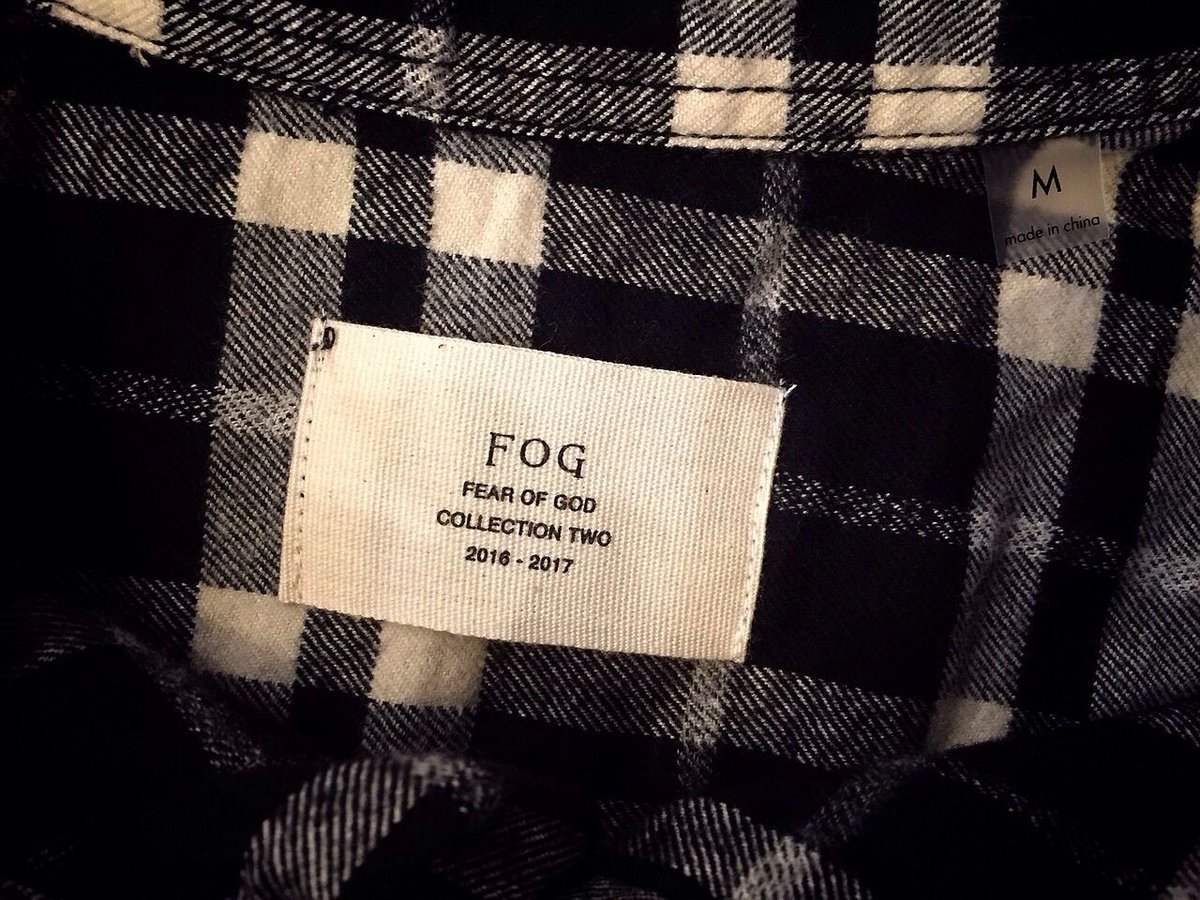 M
made in china
FOG
FEAR OF GOD
COLLECTION TWO
2016 - 2017